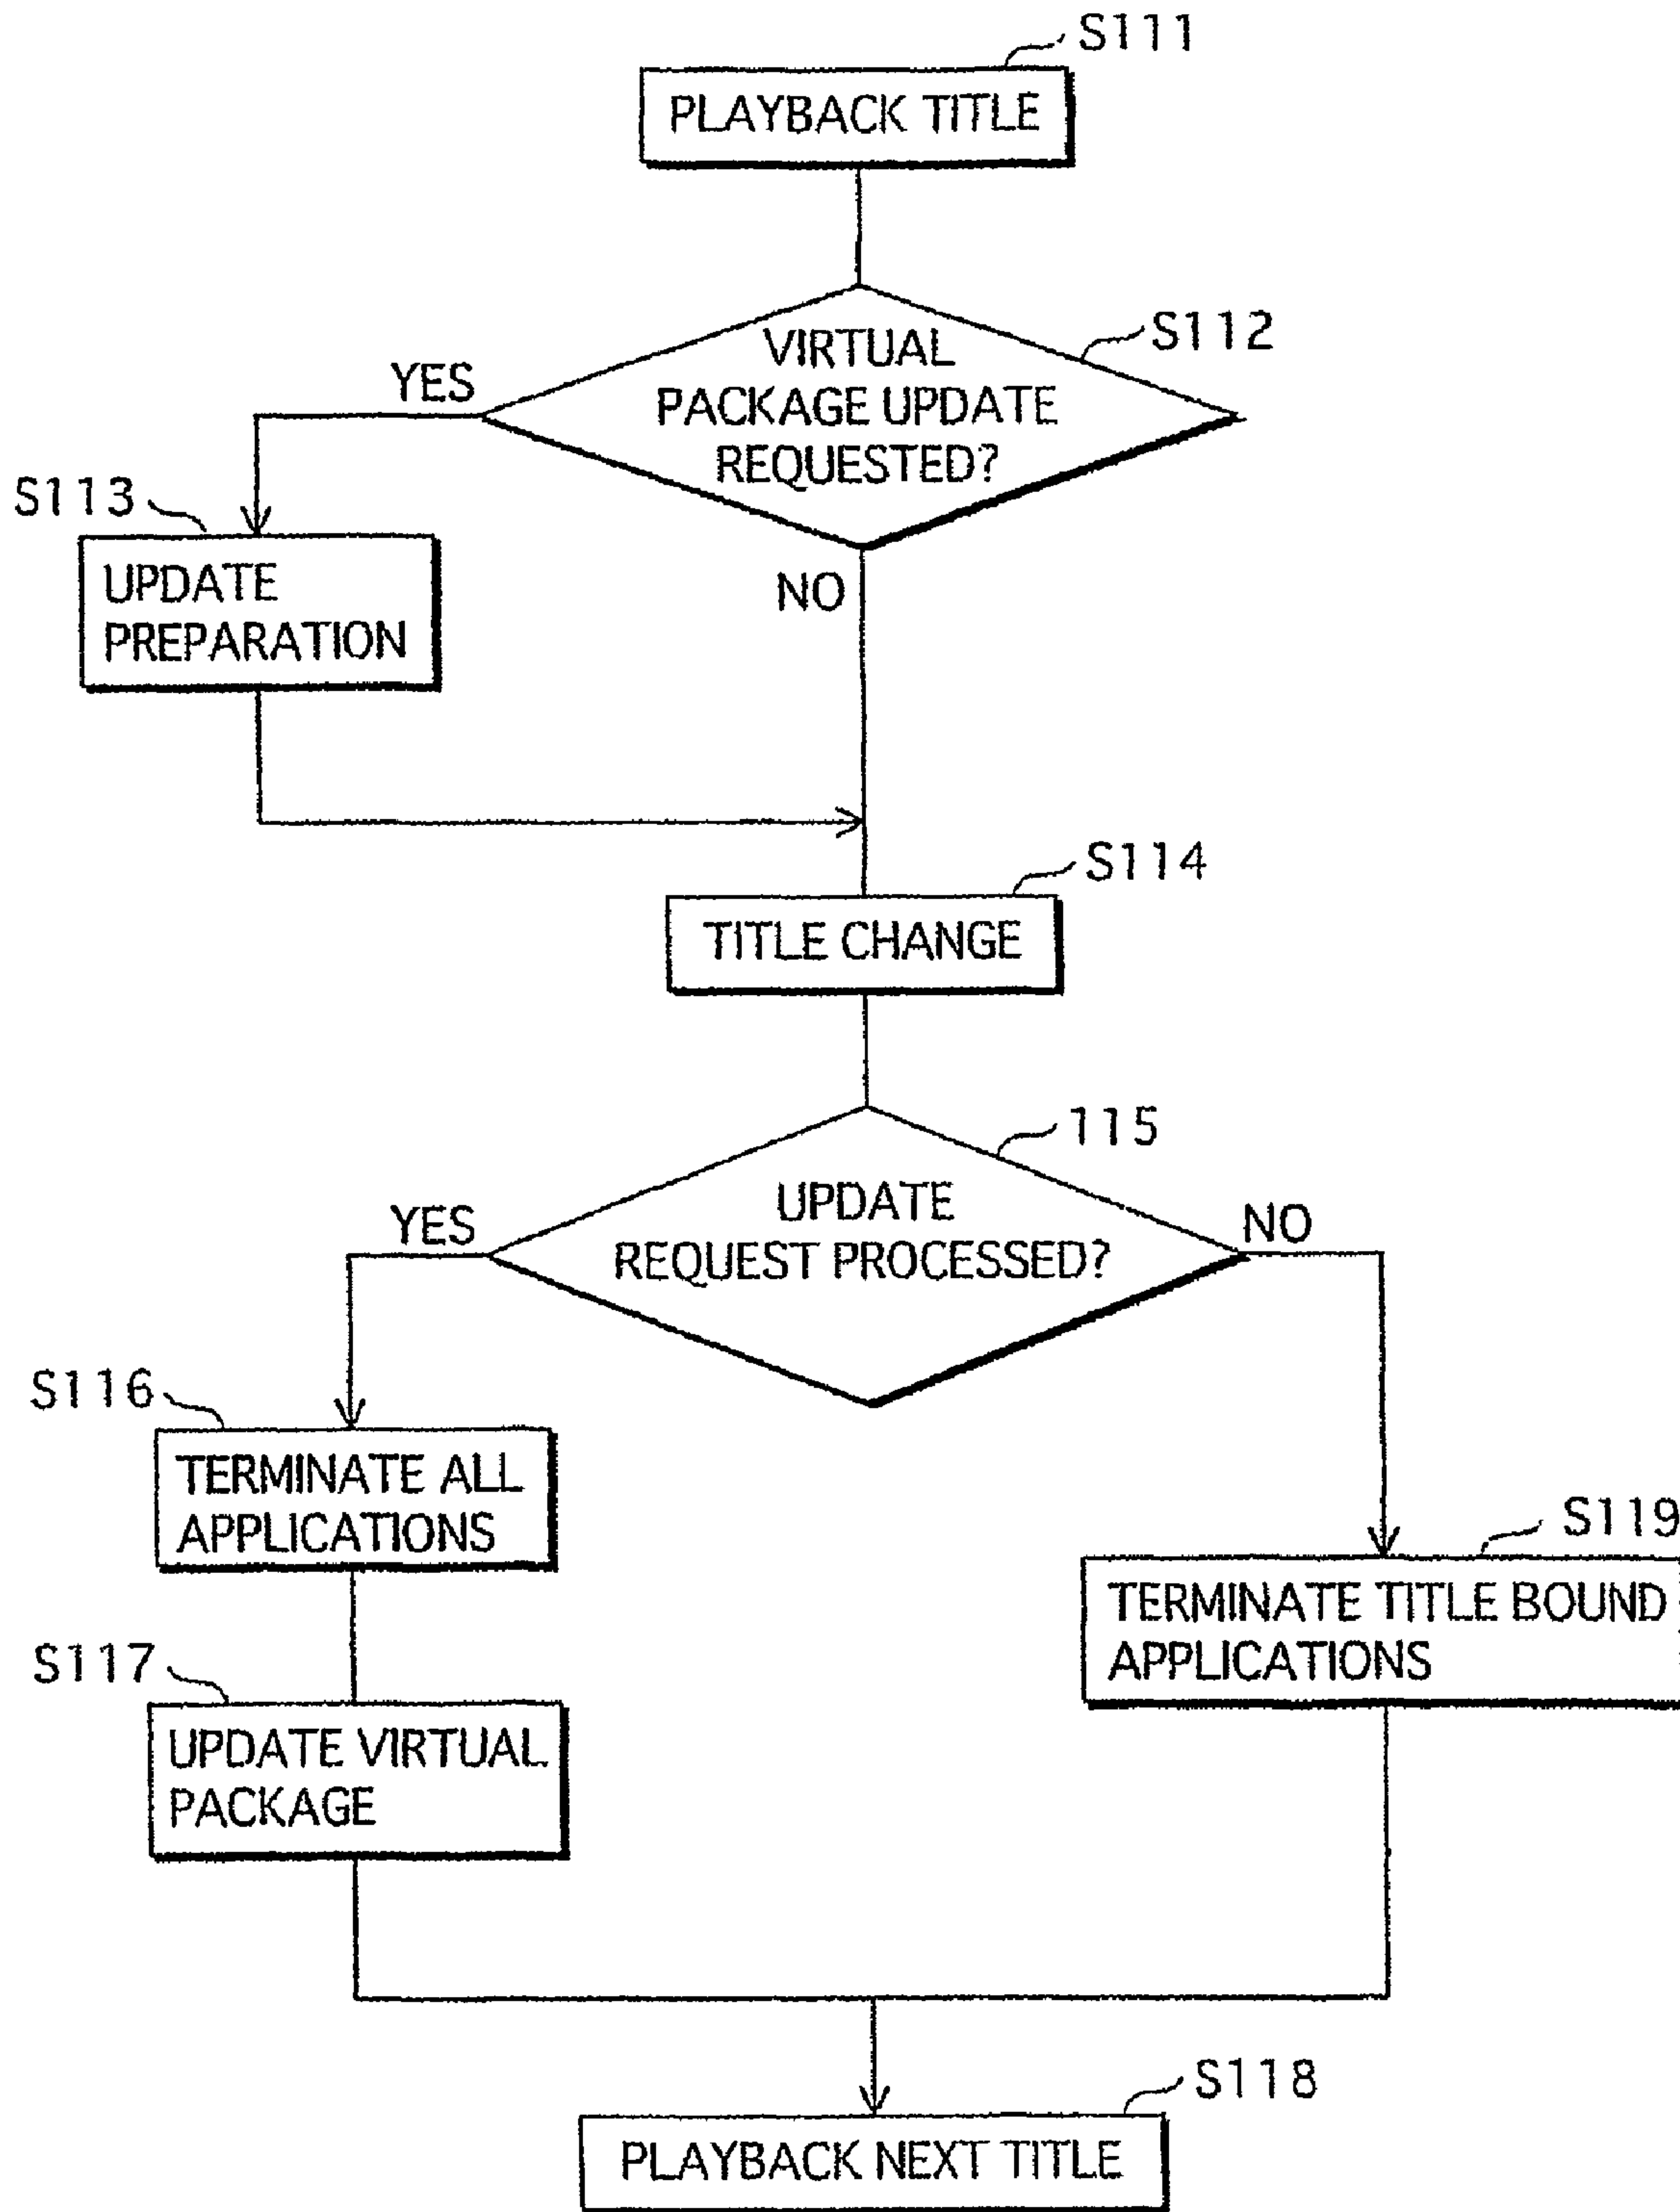 S111
PLAYBACK TITLE
S112
VIRTUAL
PACKAGE UPDATE
REQUESTED?
YES
NO
S113
UPDATE
PREPARATION
S114
TITLE CHANGE
115
UPDATE
REQUEST PROCESSED?
YES
NO
S116
TERMINATE ALL
APPLICATIONS
S119
TERMINATE TITLE BOUND
APPLICATIONS
S117
UPDATE VIRTUAL
PACKAGE
S118
PLAYBACK NEXT TITLE